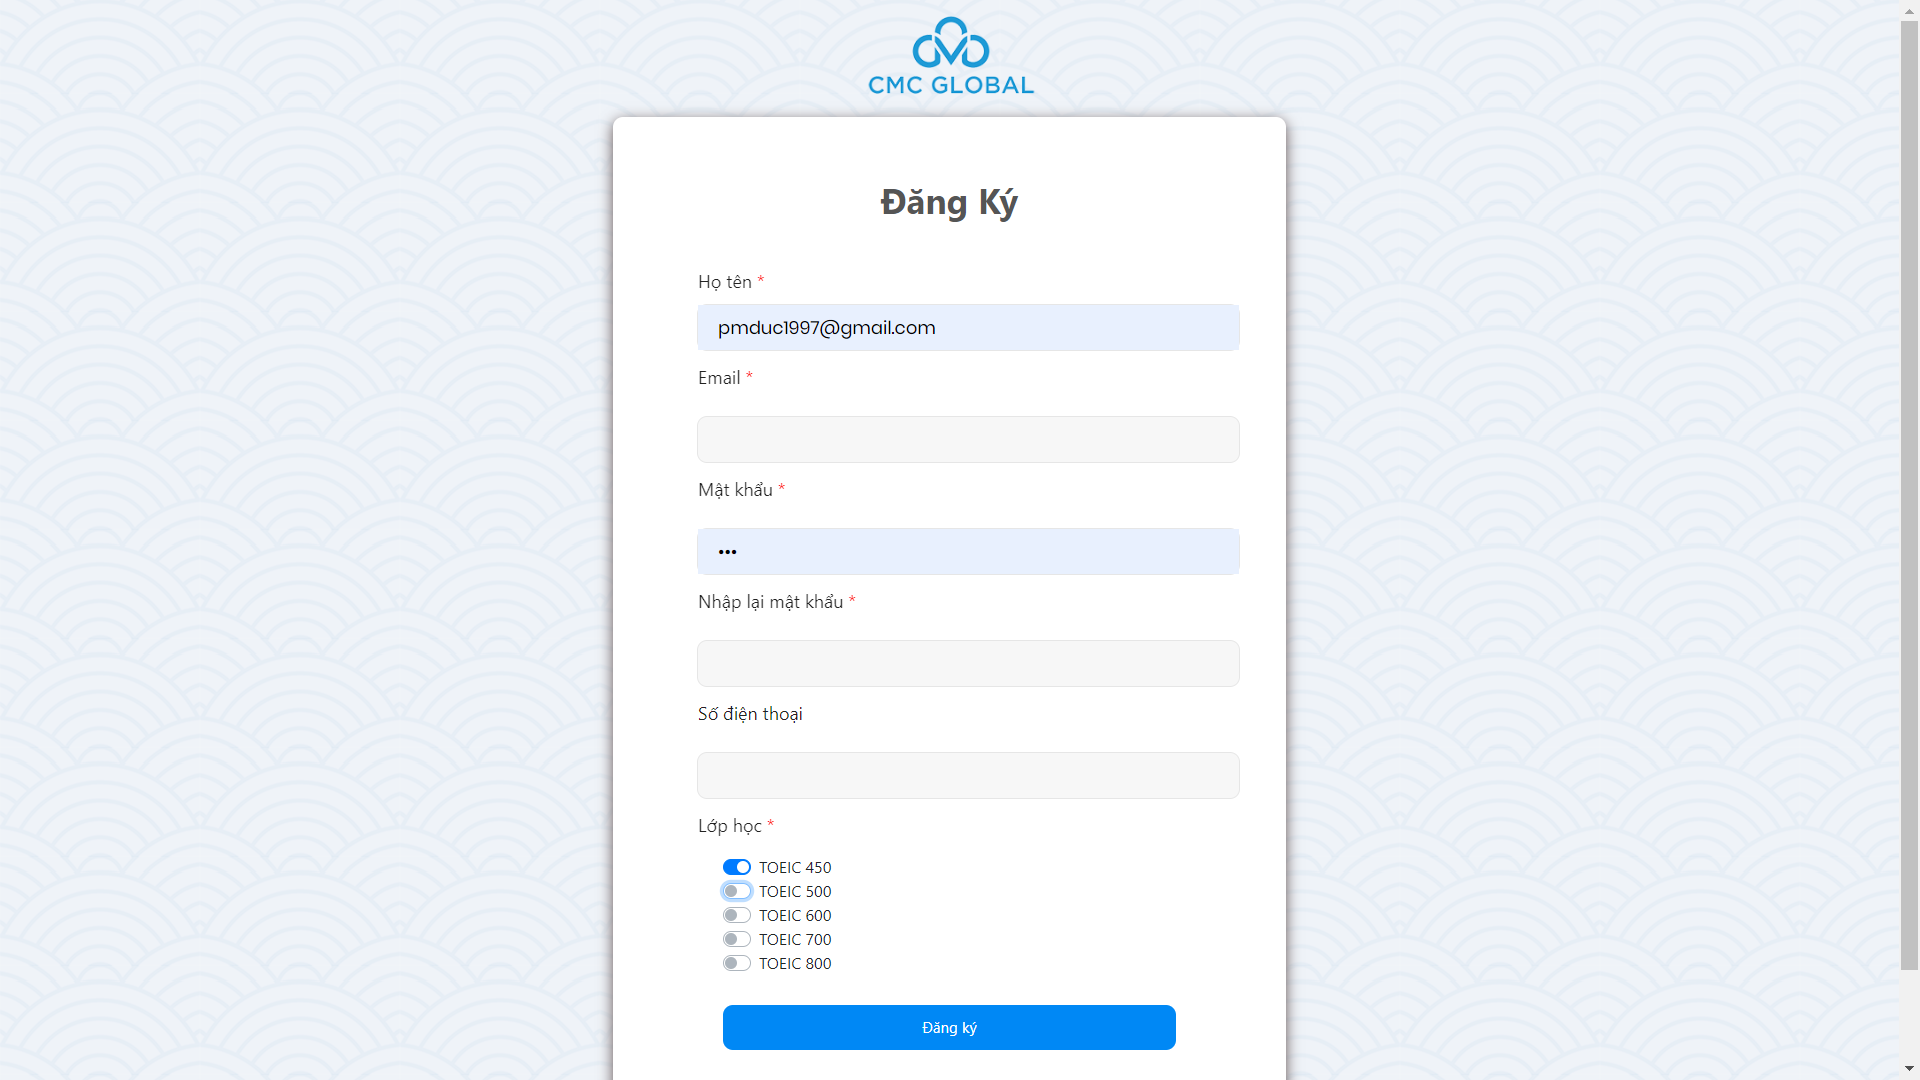 CMC GLOBAL
Đăng Ký
Họ tên *
pmduc1997@gmail.com
Email *
Mật khẩu *
•••
Nhập lại mật khẩu *
Số điện thoại
Lớp học *
TOEIC 450
TOEIC 500
TOEIC 600
TOEIC 700
TOEIC 800
Đăng ký